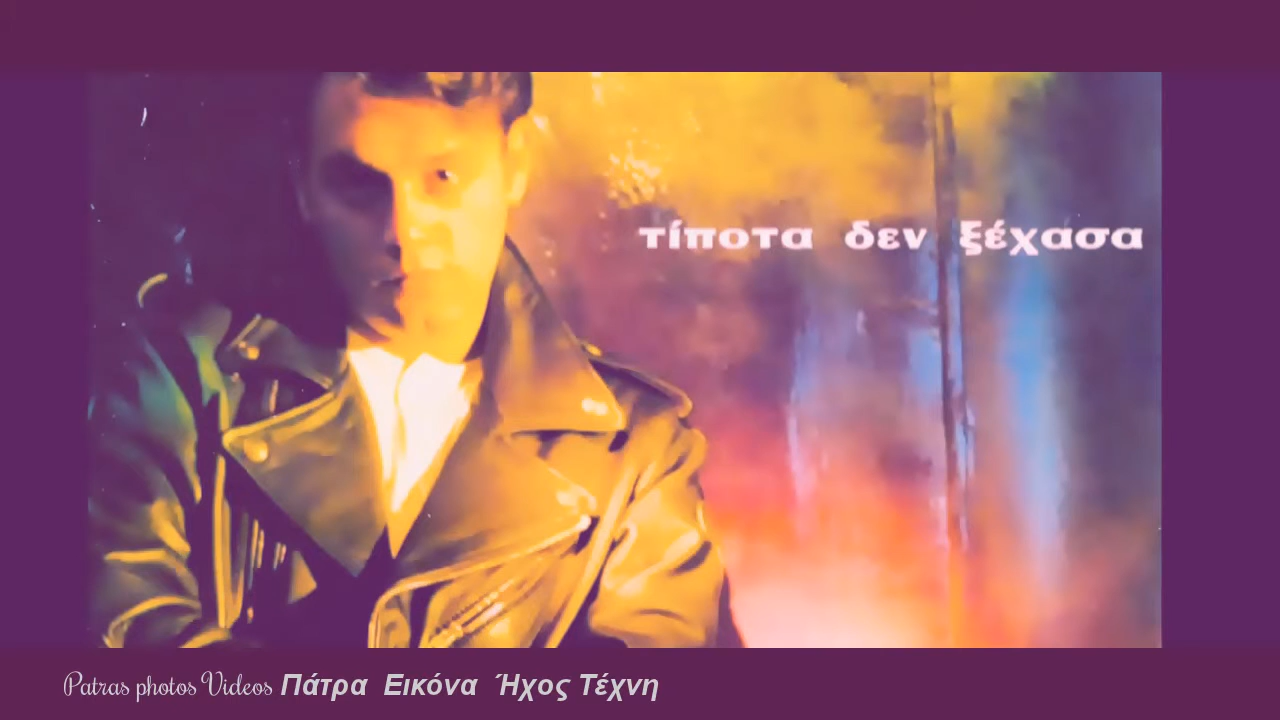 τίποτα δεν ξέχασα
Patras photos Videos Πάτρα Εικόνα Ήχος Τέχνη